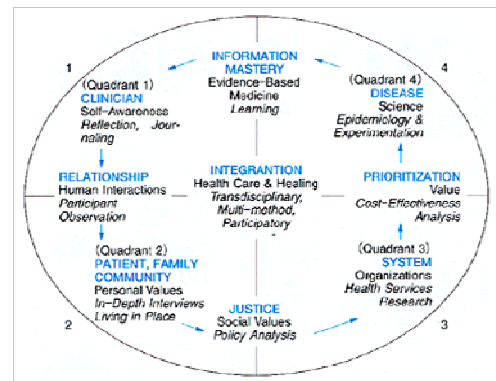 1
(Quadrant 1)
CLINICIAN
Self-Awareness
Reflection, Jour-
naling
INFORMATION
MASTERY
Evidence-Based
Medicine
Learning
4
(Quadrant 4)
DISEASE
Science
Epidemiology &
Experimentation
RELATIONSHIP
Human Interactions
Participant
Observation
INTEGRANTION
Health Care & Healing
Transdisciplinary,
Multi-method,
Participatory
PRIORITIZATION
Value
Cost-Effectiveness
Analysis
(Quadrant 2)
PATIENT, FAMILY
COMMUNITY
Personal Values
In-Depth Interviews
Living in Place
2
JUSTICE
Social Values
Policy Analysis
(Quadrant 3)
SYSTEM
Organizations
Health Services
Research
3